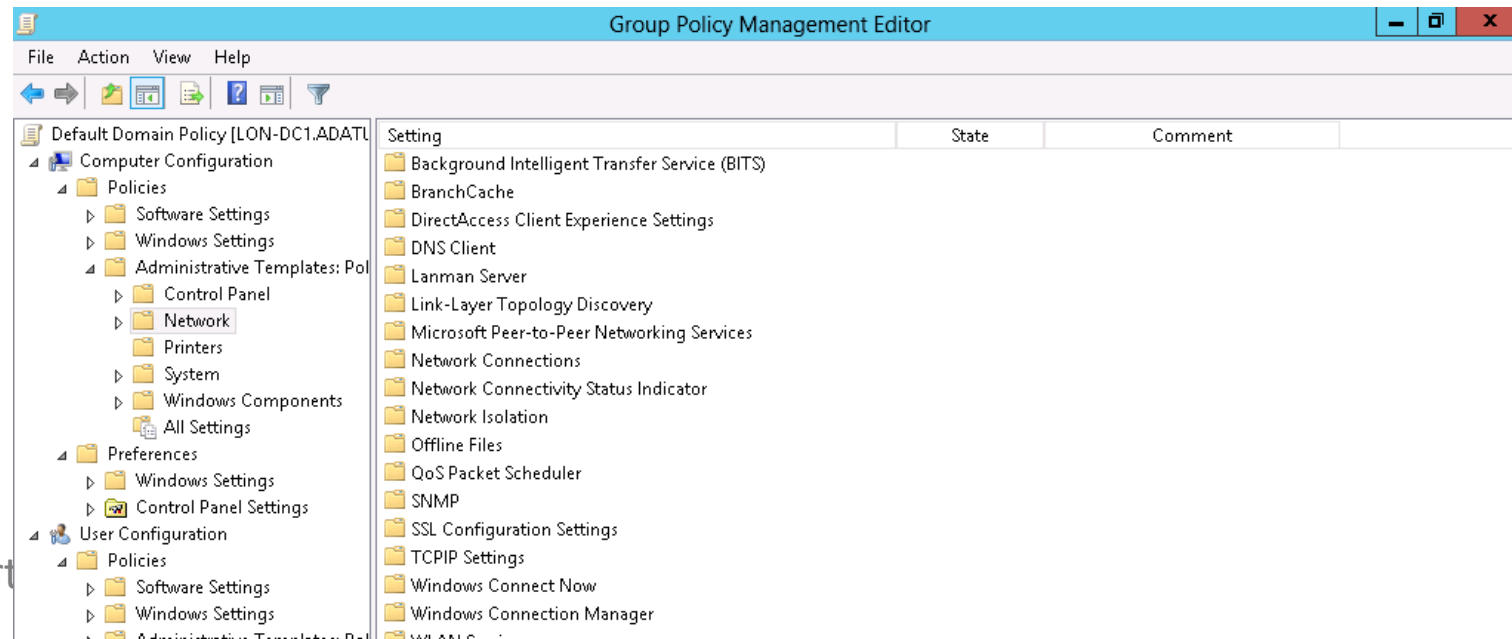 Group Policy Management Editor
File Action View Help
Default Domain Policy [LON-DC1.ADATU
Computer Configuration
Policies
Software Settings
Windows Settings
Administrative Templates: Pol
Control Panel
Network
Printers
System
Windows Components
All Settings
Preferences
Windows Settings
Control Panel Settings
User Configuration
Policies
Software Settings
Windows Settings
Setting State Comment
Background Intelligent Transfer Service (BITS)
BranchCache
DirectAccess Client Experience Settings
DNS Client
Lanman Server
Link-Layer Topology Discovery
Microsoft Peer-to-Peer Networking Services
Network Connections
Network Connectivity Status Indicator
Network Isolation
Offline Files
QoS Packet Scheduler
SNMP
SSL Configuration Settings
TCPIP Settings
Windows Connect Now
Windows Connection Manager